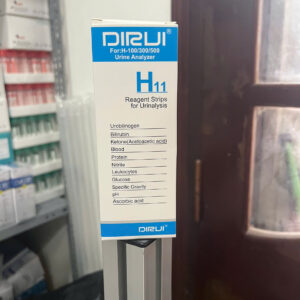 DIRUI®
For:H-100/300/500
Urine Analyzer
H11
Reagent Strips
for Urinalysis
Urobilinogen
Bilirubin
Ketone(Acetoacetic acid)
Blood
Protein
Nitrite
Leukocytes
Glucose
Specific Gravity
pH
Ascorbic acid
DIRUI®